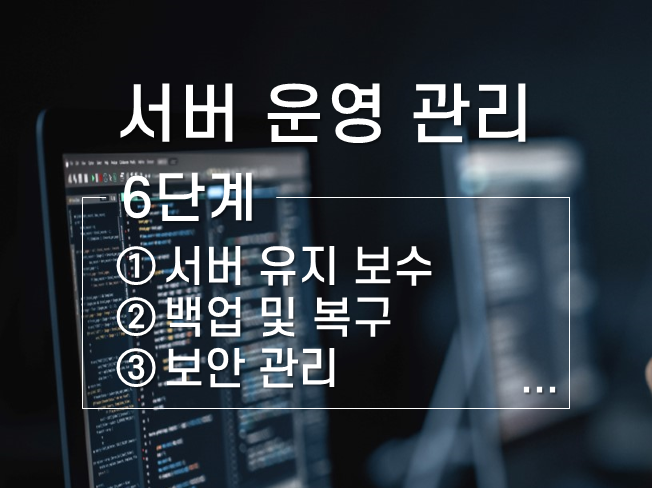 서버 운영 관리
6단계
① 서버 유지 보수
② 백업 및 복구
③ 보안 관리
...